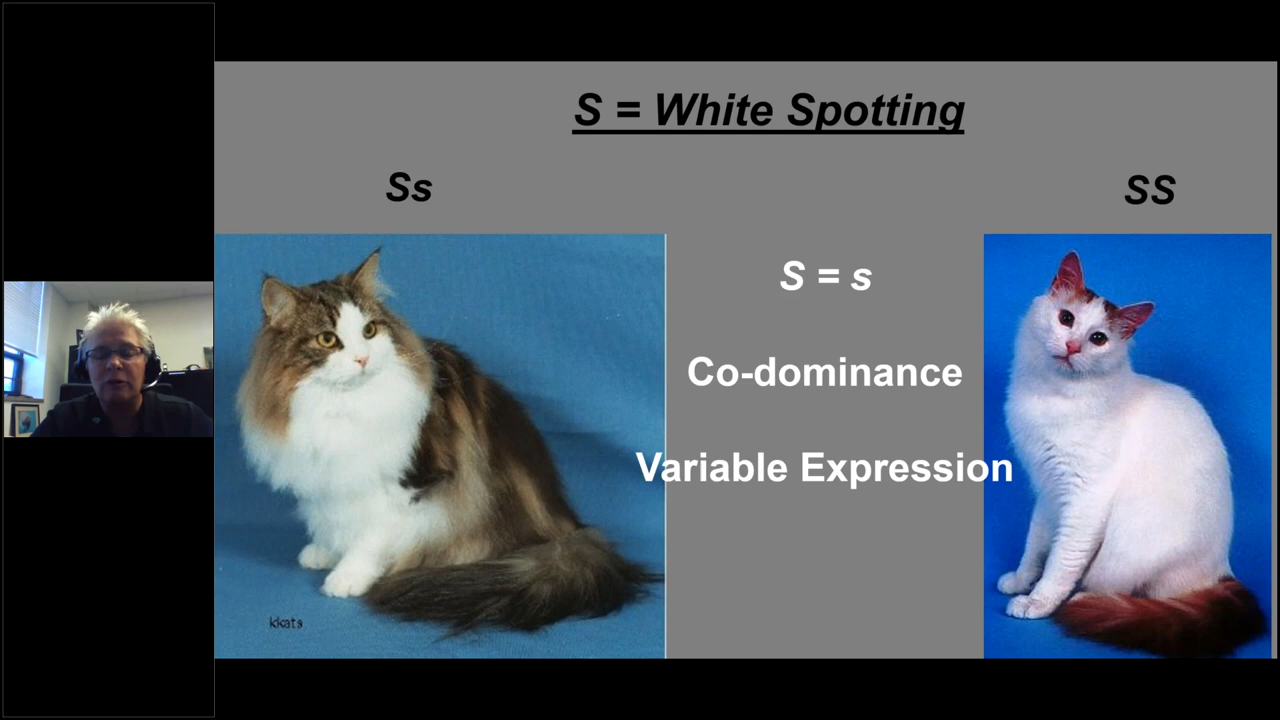 S = White Spotting
Ss
SS
S = s
Co-dominance
Variable Expression
kkats